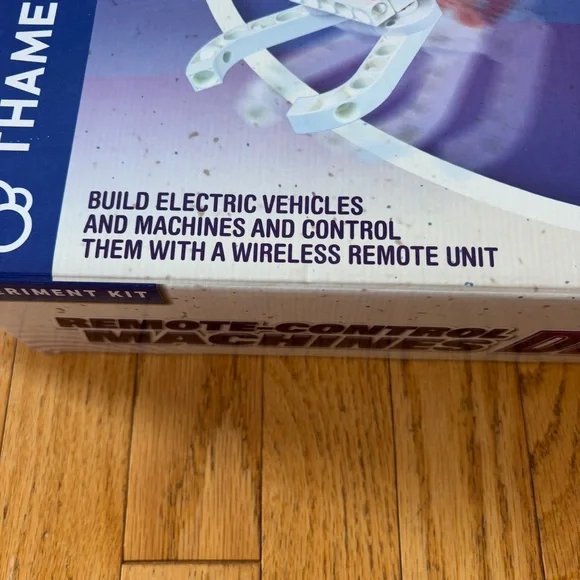 THAME
BUILD ELECTRIC VEHICLES
AND MACHINES AND CONTROL
THEM WITH A WIRELESS REMOTE UNIT
RIMENT KIT
REMOTE-CONTROL
MACHINES